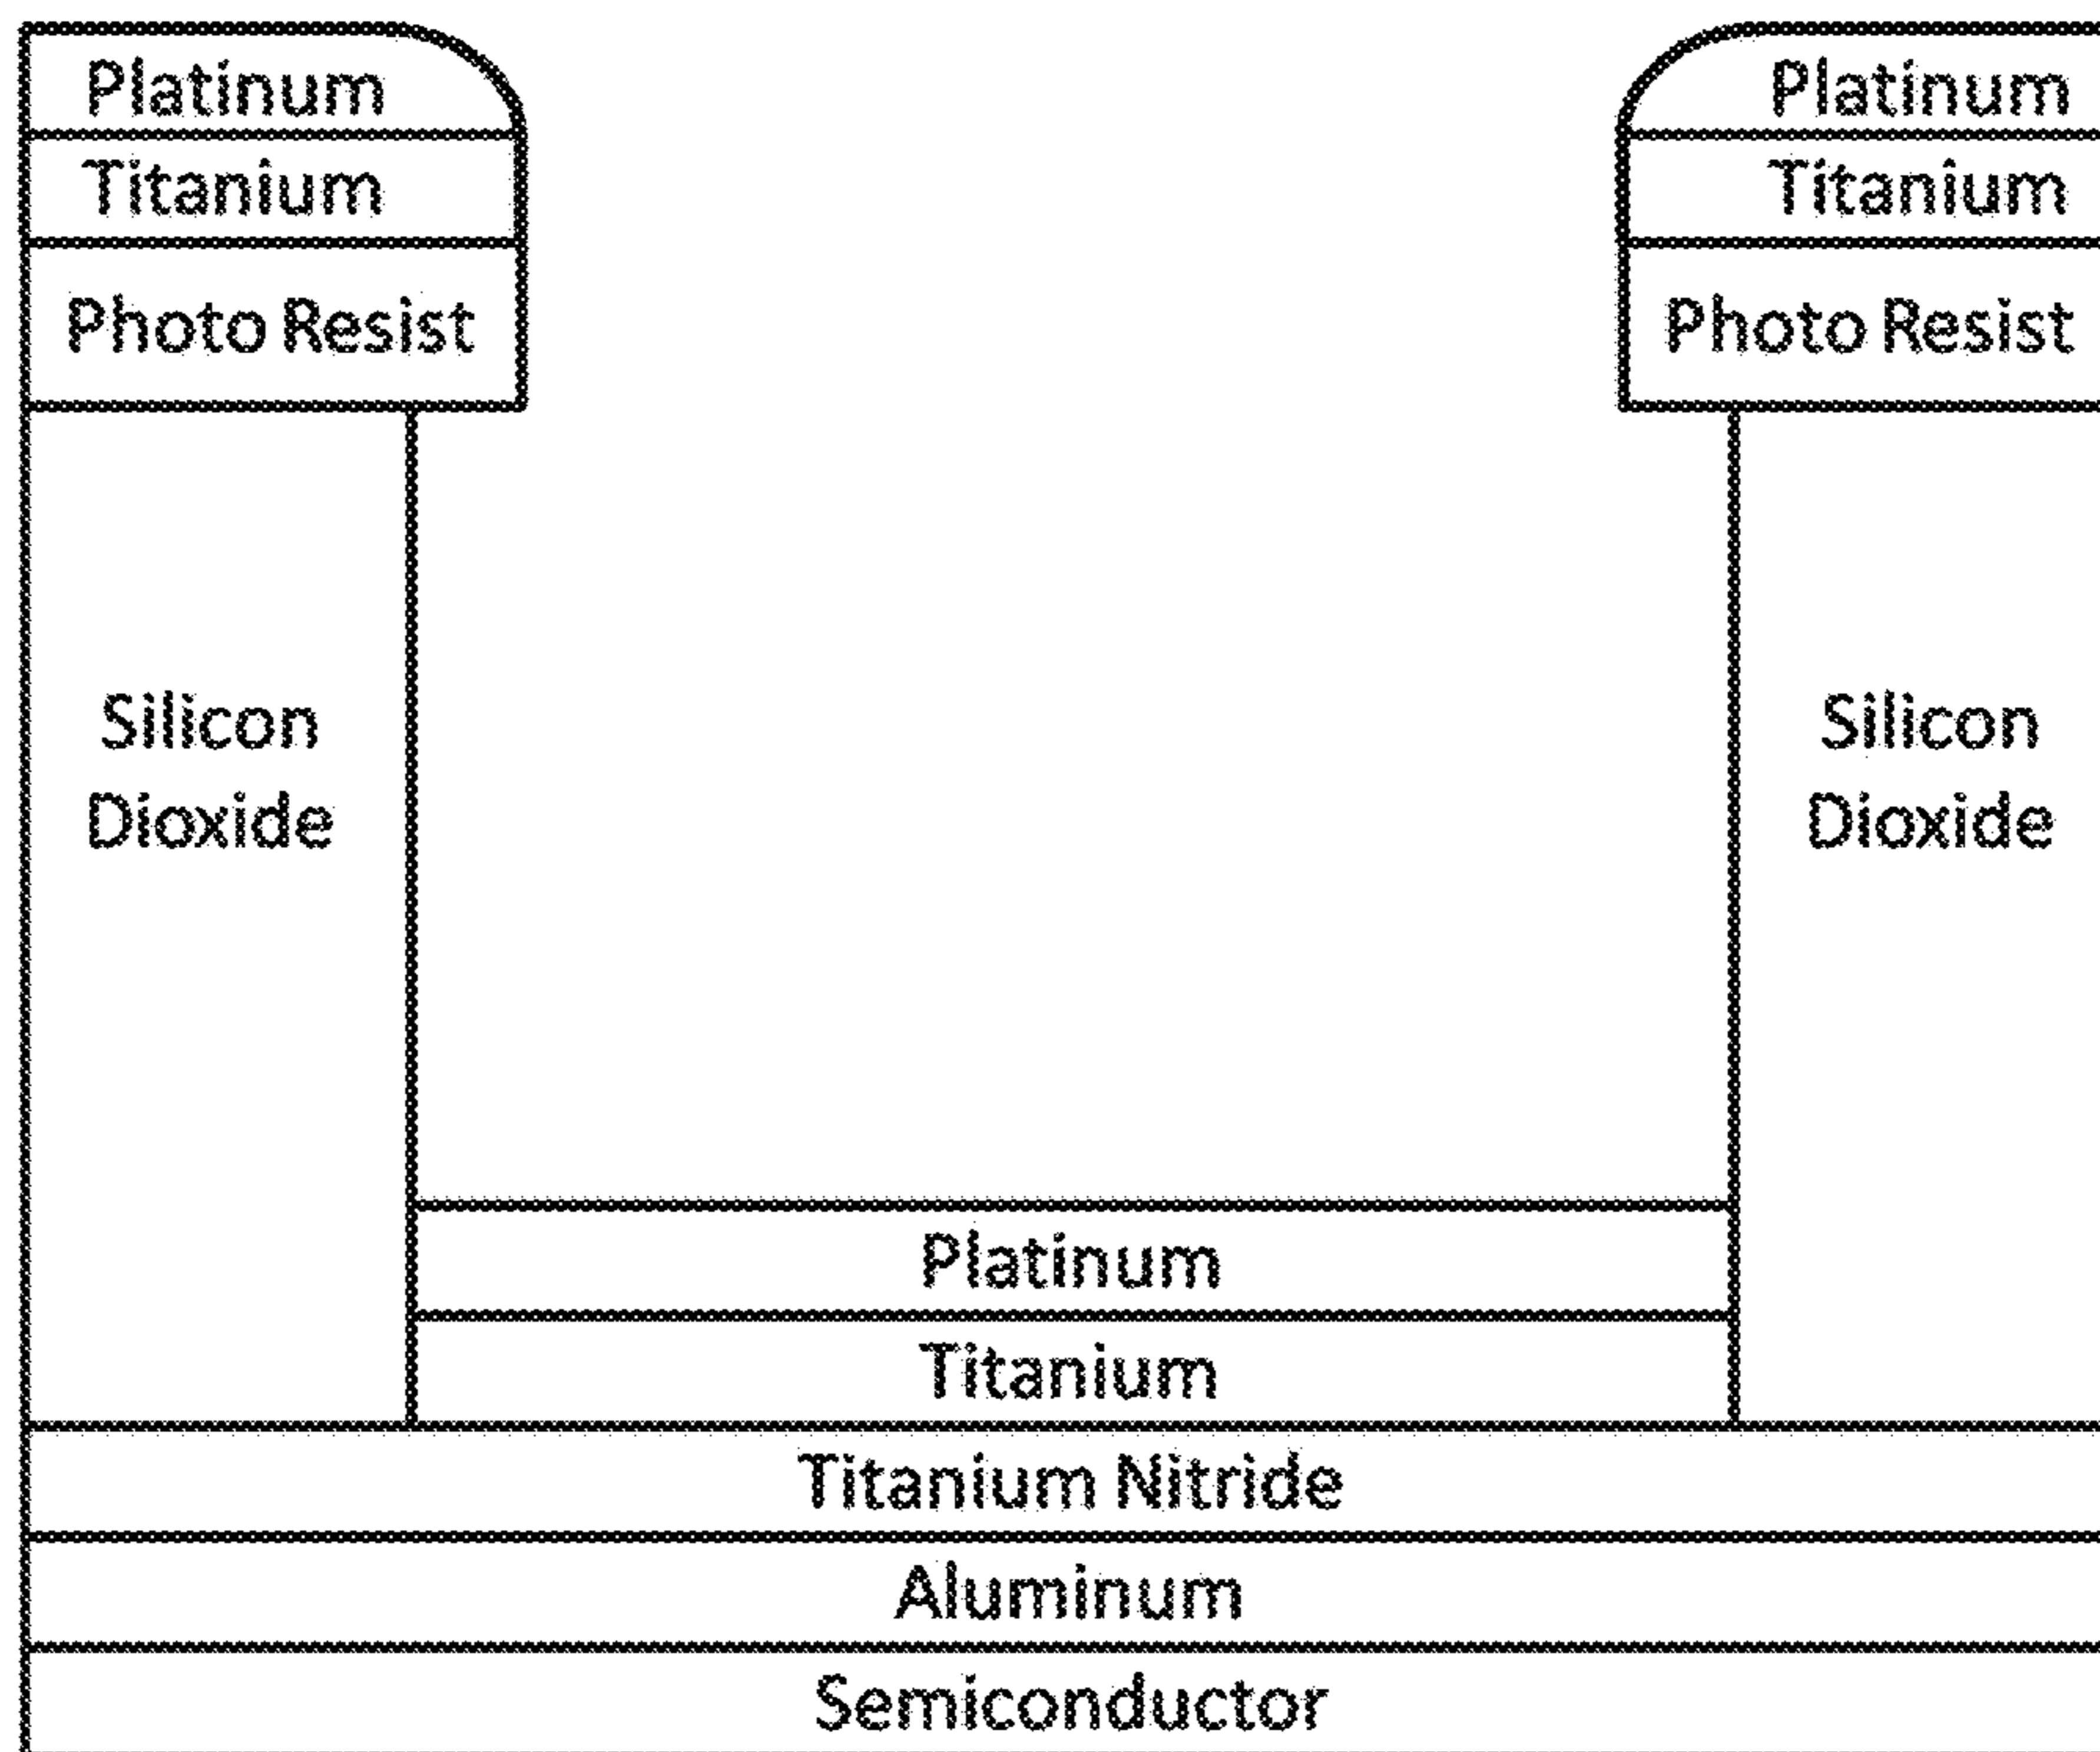 Platinum Platinum
Titanium Titanium
Photo Resist Photo Resist
Silicon Silicon
Dioxide Dioxide
Platinum
Titanium
Titanium Nitride
Aluminum
Semiconductor